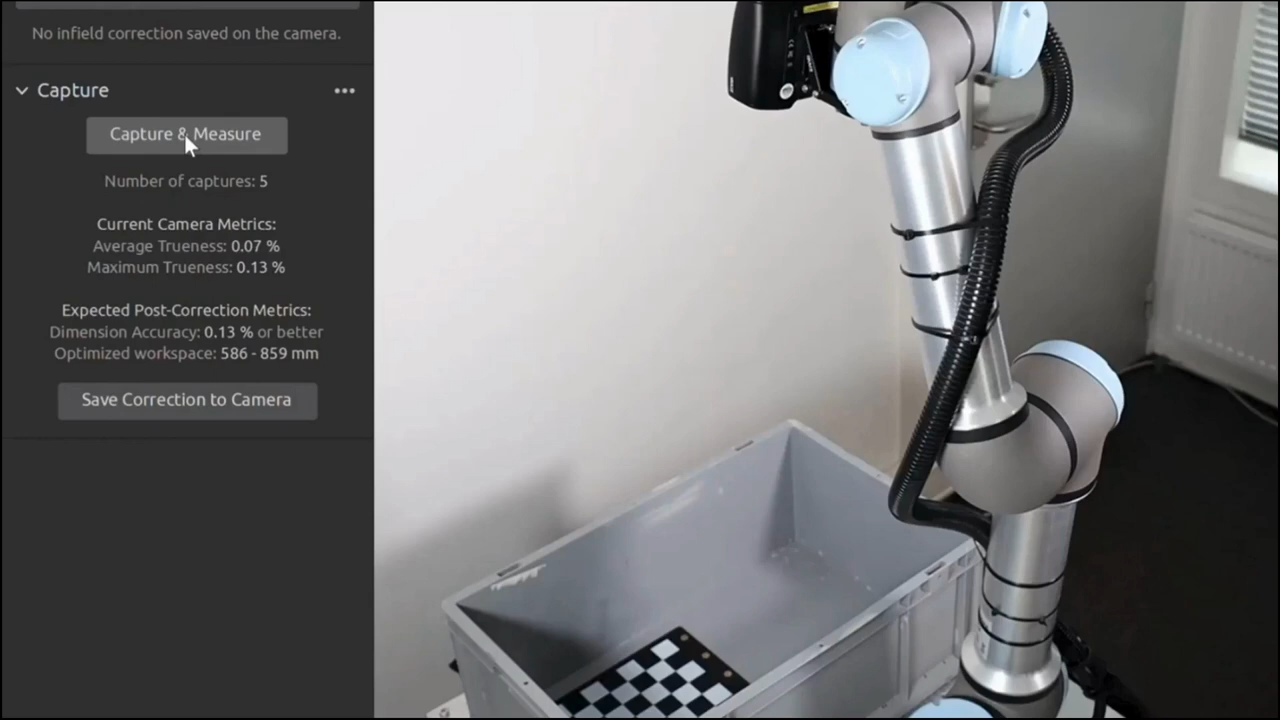 No infield correction saved on the camera.
Capture
Capture & Measure
Number of captures: 5
Current Camera Metrics:
Average Trueness: 0.07 %
Maximum Trueness: 0.13 %
Expected Post-Correction Metrics:
Dimension Accuracy: 0.13 % or better
Optimized workspace: 586 - 859 mm
Save Correction to Camera